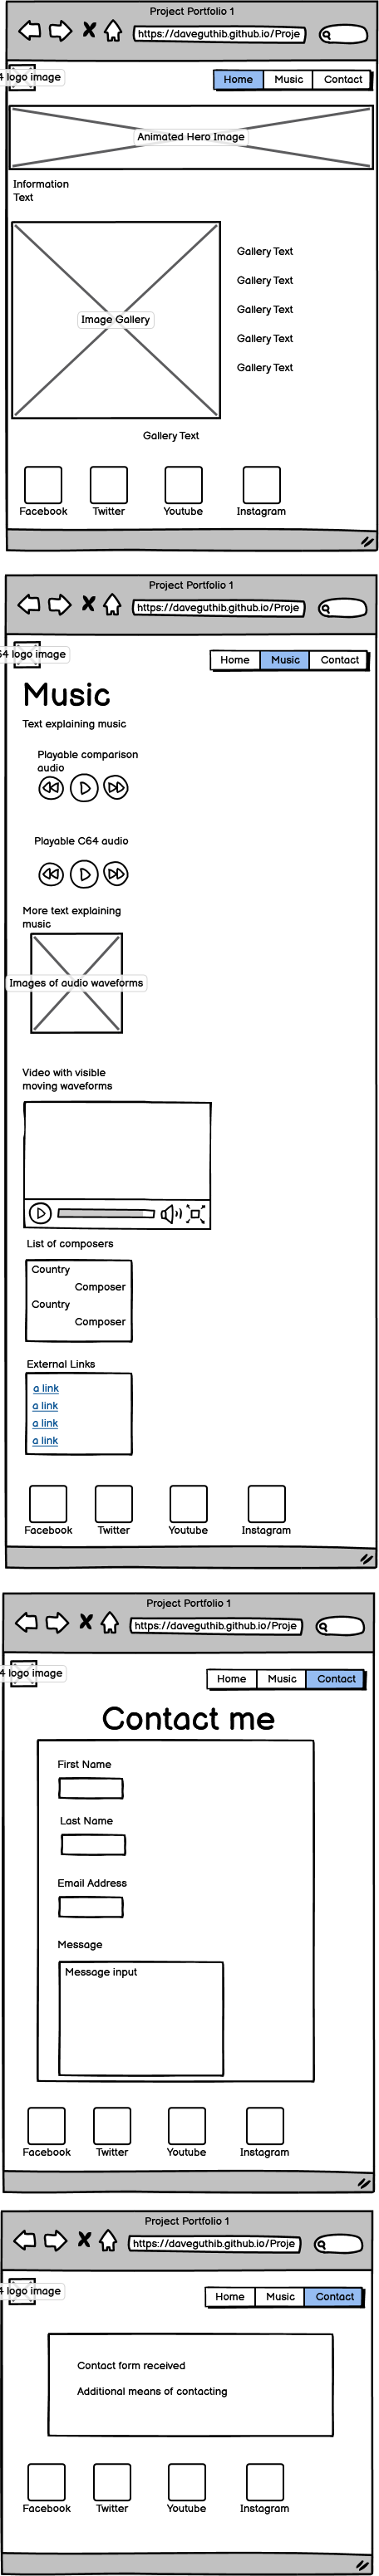 Project Portfolio 1
https://daveguthib.github.io/Proje
4 logo image
Home Music Contact
Animated Hero Image
Information
Text
Gallery Text
Gallery Text
Gallery Text
Image Gallery
Gallery Text
Gallery Text
Gallery Text
Facebook Twitter Youtube Instagram
Project Portfolio 1
https://daveguthib.github.io/Proje
64 logo image
Home Music Contact
Music
Text explaining music
Playable comparison
audio
Playable C64 audio
More text explaining
music
Images of audio waveforms
Video with visible
moving waveforms
List of composers
Country
Composer
Country
Composer
External Links
a link
a link
a link
a link
Facebook Twitter Youtube Instagram
Project Portfolio 1
https://daveguthib.github.io/Proje
4 logo image
Home Music Contact
Contact me
First Name
Last Name
Email Address
Message
Message input
Facebook Twitter Youtube Instagram
Project Portfolio 1
https://daveguthib.github.io/Proje
4 logo image
Home Music Contact
Contact form received
Additional means of contacting
Facebook Twitter Youtube Instagram